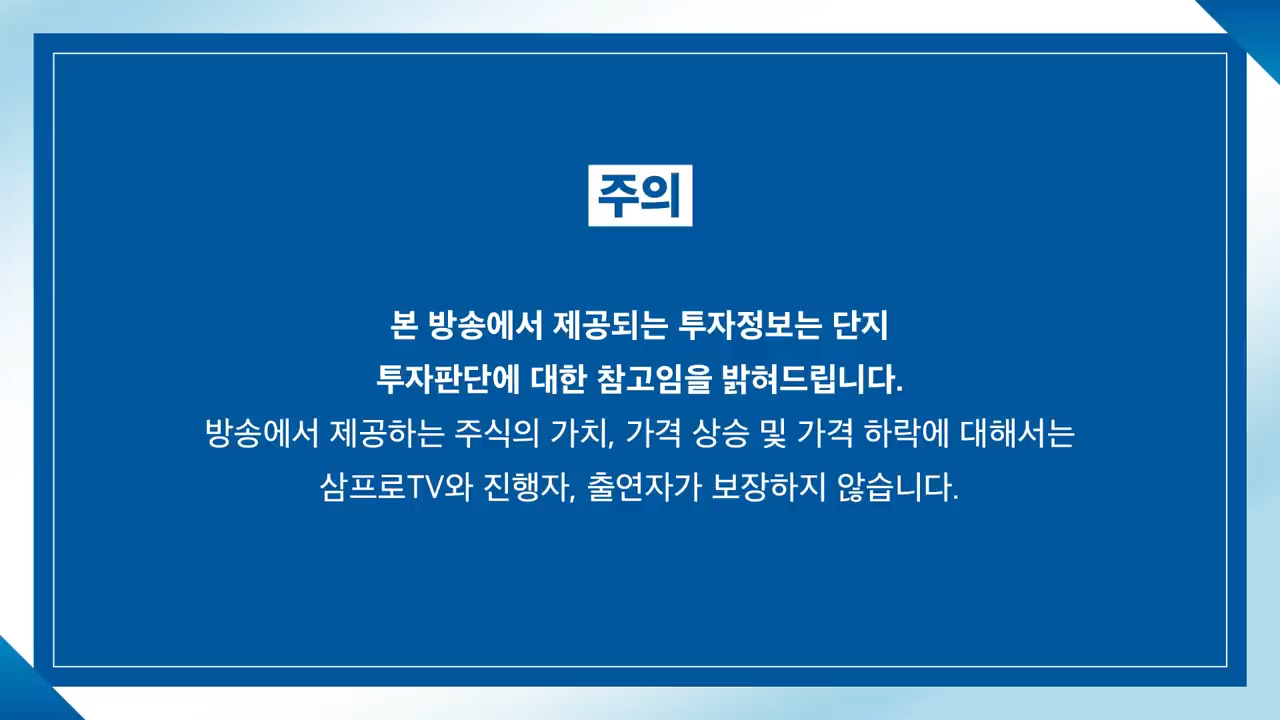 주의
본 방송에서 제공되는 투자정보는 단지
투자판단에 대한 참고임을 밝혀드립니다.
방송에서 제공하는 주식의 가치, 가격 상승 및 가격 하락에 대해서는
삼프로TV와 진행자, 출연자가 보장하지 않습니다.